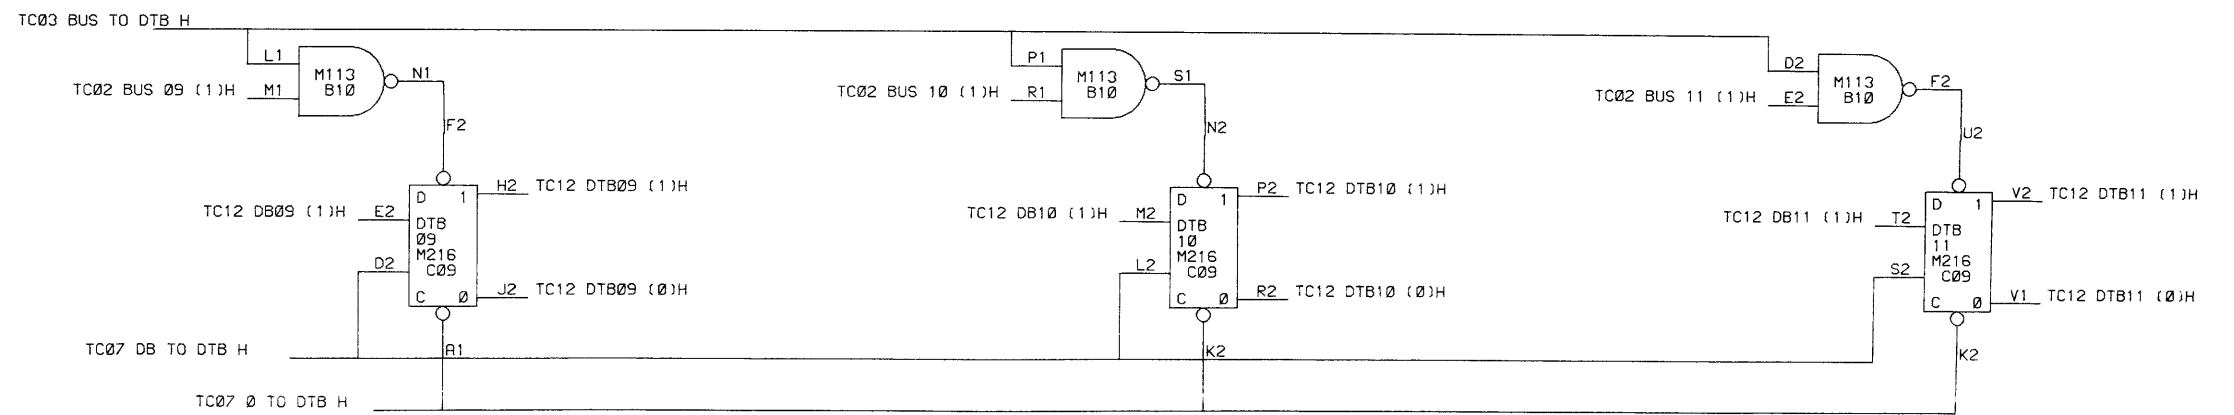 TC03 BUS TO DTB H
L1
M113
B10
N1
TC02 BUS 09 (1)H
M1
F2
P1
M113
B10
S1
TC02 BUS 10 (1)H
R1
N2
D2
M113
B10
F2
TC02 BUS 11 (1)H
E2
U2
D 1
H2
TC12 DTB09 (1)H
TC12 DB09 (1)H
E2
DTB
09
M216
C09
D2
C 0
J2
TC12 DTB09 (0)H
D 1
P2
TC12 DTB10 (1)H
TC12 DB10 (1)H
M2
DTB
10
M216
C09
L2
C 0
R2
TC12 DTB10 (0)H
D 1
V2
TC12 DTB11 (1)H
TC12 DB11 (1)H
T2
DTB
11
M216
C09
S2
C 0
V1
TC12 DTB11 (0)H
TC07 DB TO DTB H
A1
K2
K2
TC07 0 TO DTB H